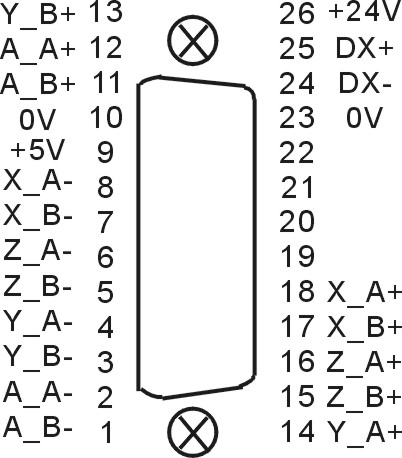 Y_B+ 13 26 +24V
A_A+ 12 25 DX+
A_B+ 11 24 DX-
0V 10 23 0V
+5V 9 22
X_A- 8 21
X_B- 7 20
Z_A- 6 19
Z_B- 5 18 X_A+
Y_A- 4 17 X_B+
Y_B- 3 16 Z_A+
A_A- 2 15 Z_B+
A_B- 1 14 Y_A+